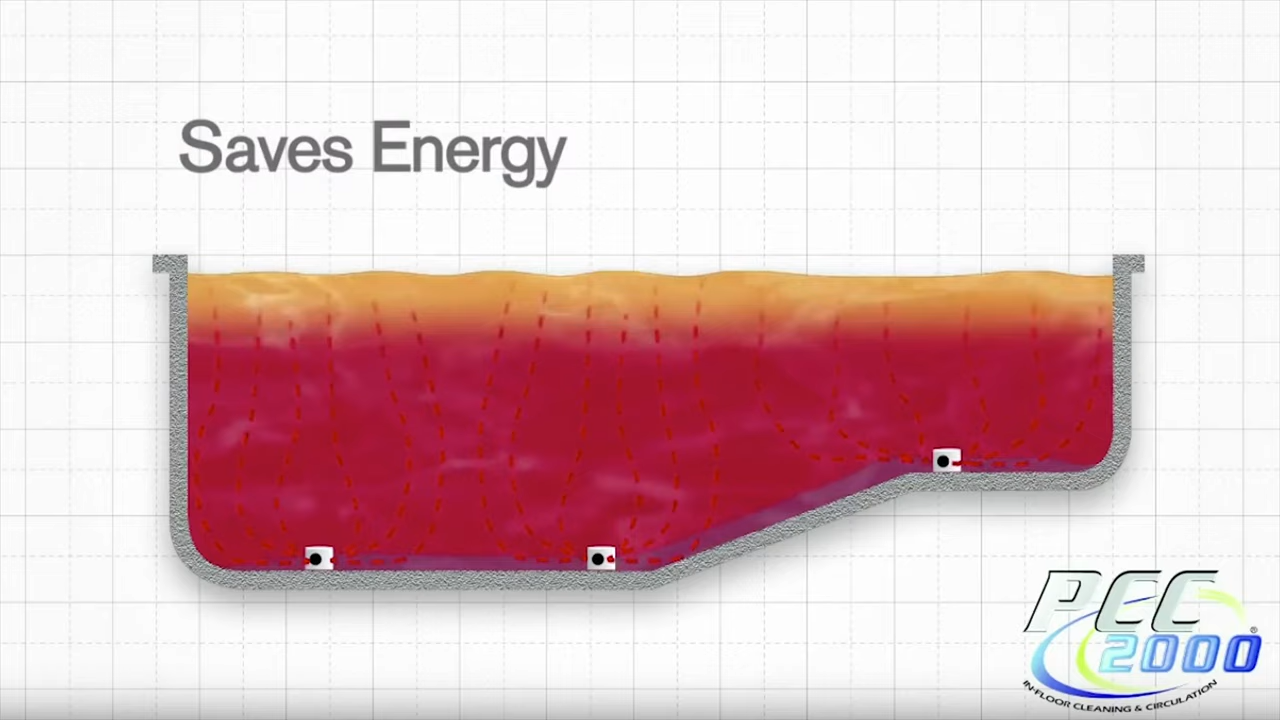 Saves Energy
PCC
2000®
IN-FLOOR CLEANING & CIRCULATION